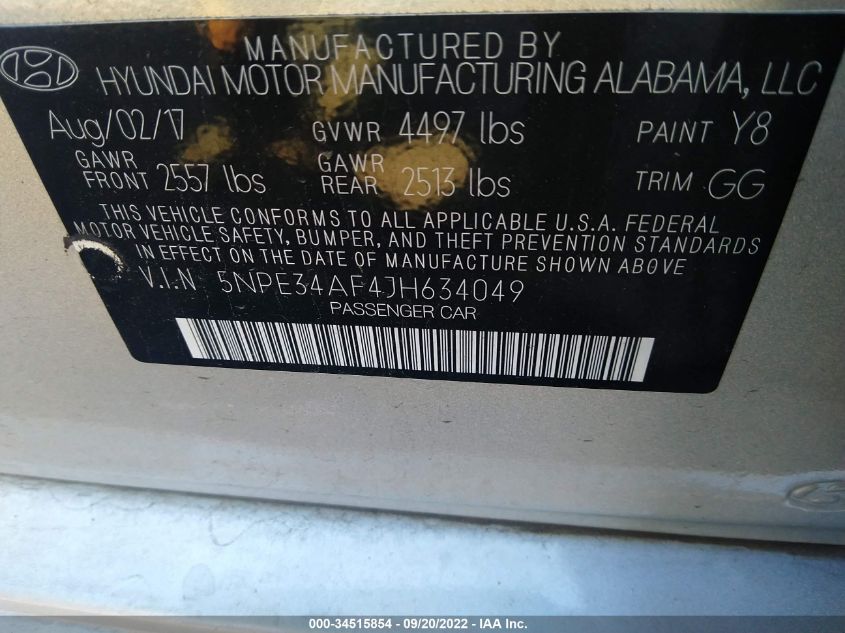 MANUFACTURED BY
HYUNDAI MOTOR MANUFACTURING ALABAMA, LLC
Aug/02/17 GVWR 4497 lbs PAINT Y8
GAWR FRONT 2557 lbs GAWR REAR 2513 lbs TRIM GG
THIS VEHICLE CONFORMS TO ALL APPLICABLE U.S.A. FEDERAL
MOTOR VEHICLE SAFETY, BUMPER, AND THEFT PREVENTION STANDARDS
IN EFFECT ON THE DATE OF MANUFACTURE SHOWN ABOVE
V.I.N 5NPE34AF4JH634049
PASSENGER CAR
000-34515854 - 09/20/2022 - IAA Inc.